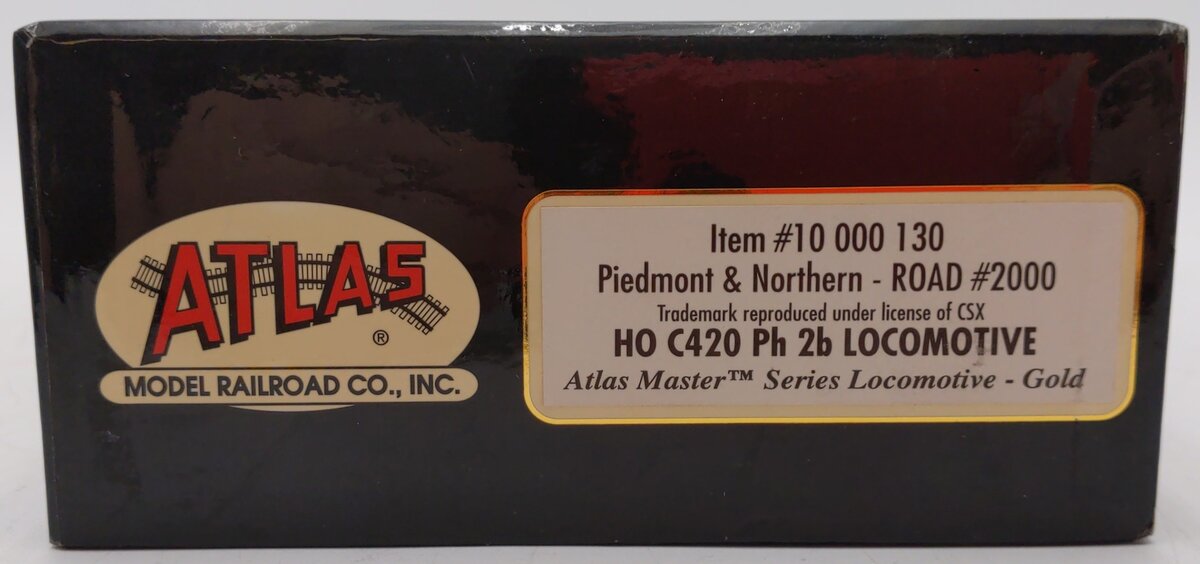 ATLAS
®
MODEL RAILROAD CO., INC.
Item #10 000 130
Piedmont & Northern - ROAD #2000
Trademark reproduced under license of CSX
HO C420 Ph 2b LOCOMOTIVE
Atlas Master™ Series Locomotive - Gold